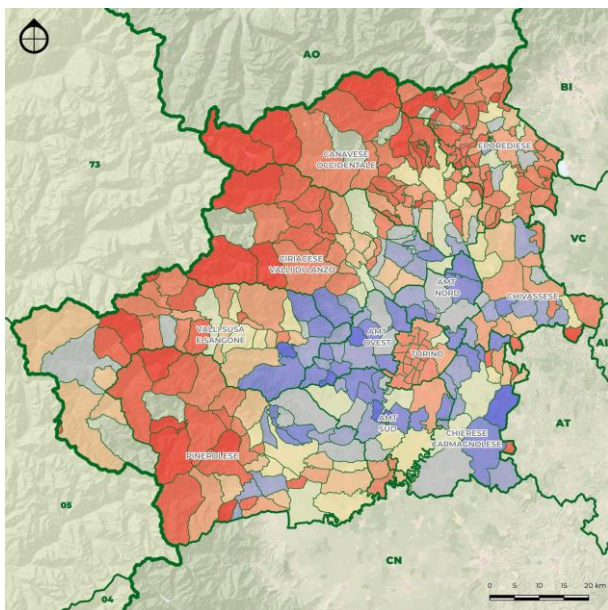 AO
BI
73
CANAVESE
OCCIDENTALE
EPOREDIESE
VC
CIRIACESE
VALLI DI LANZO
AMT
NORD
CHIVASSESE
VALLI SUSA
E SANGONE
AMT
OVEST
TORINO
AL
AMT
SUD
CHIERESE
CARMAGNOLESE
AT
PINEROLESE
05
CN
04
0 5 10 15 20 km